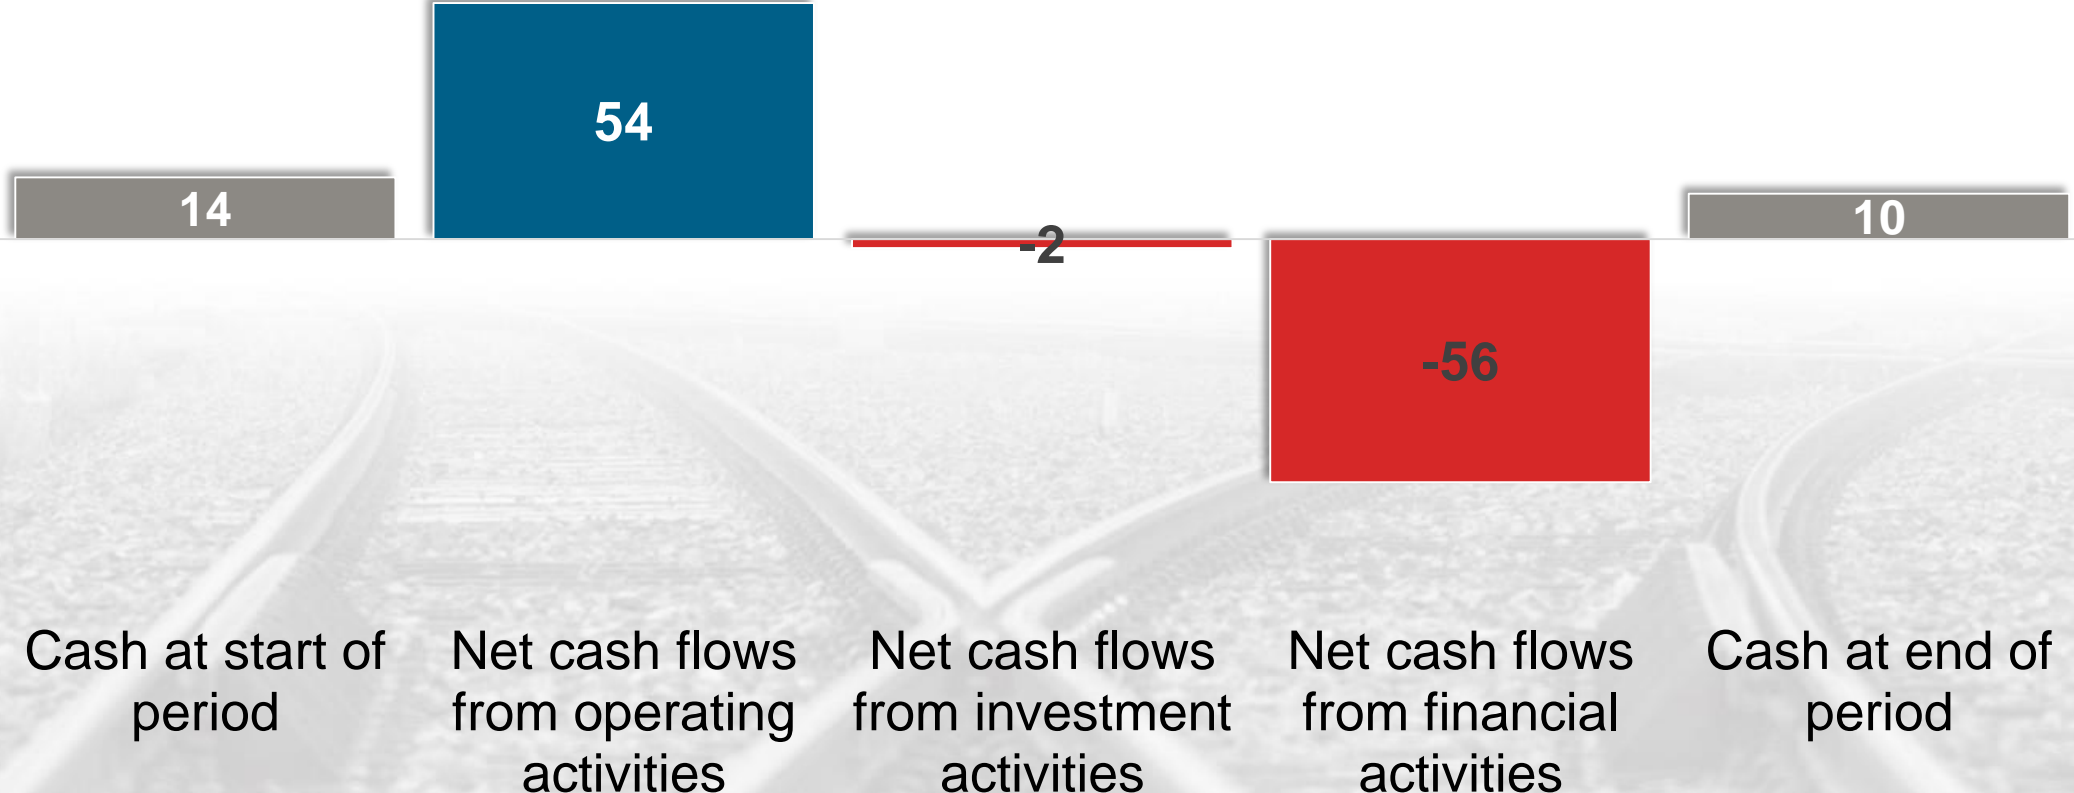 54
14
-2
10
-56
Cash at start of
period
Net cash flows
from operating
activities
Net cash flows
from investment
activities
Net cash flows
from financial
activities
Cash at end of
period